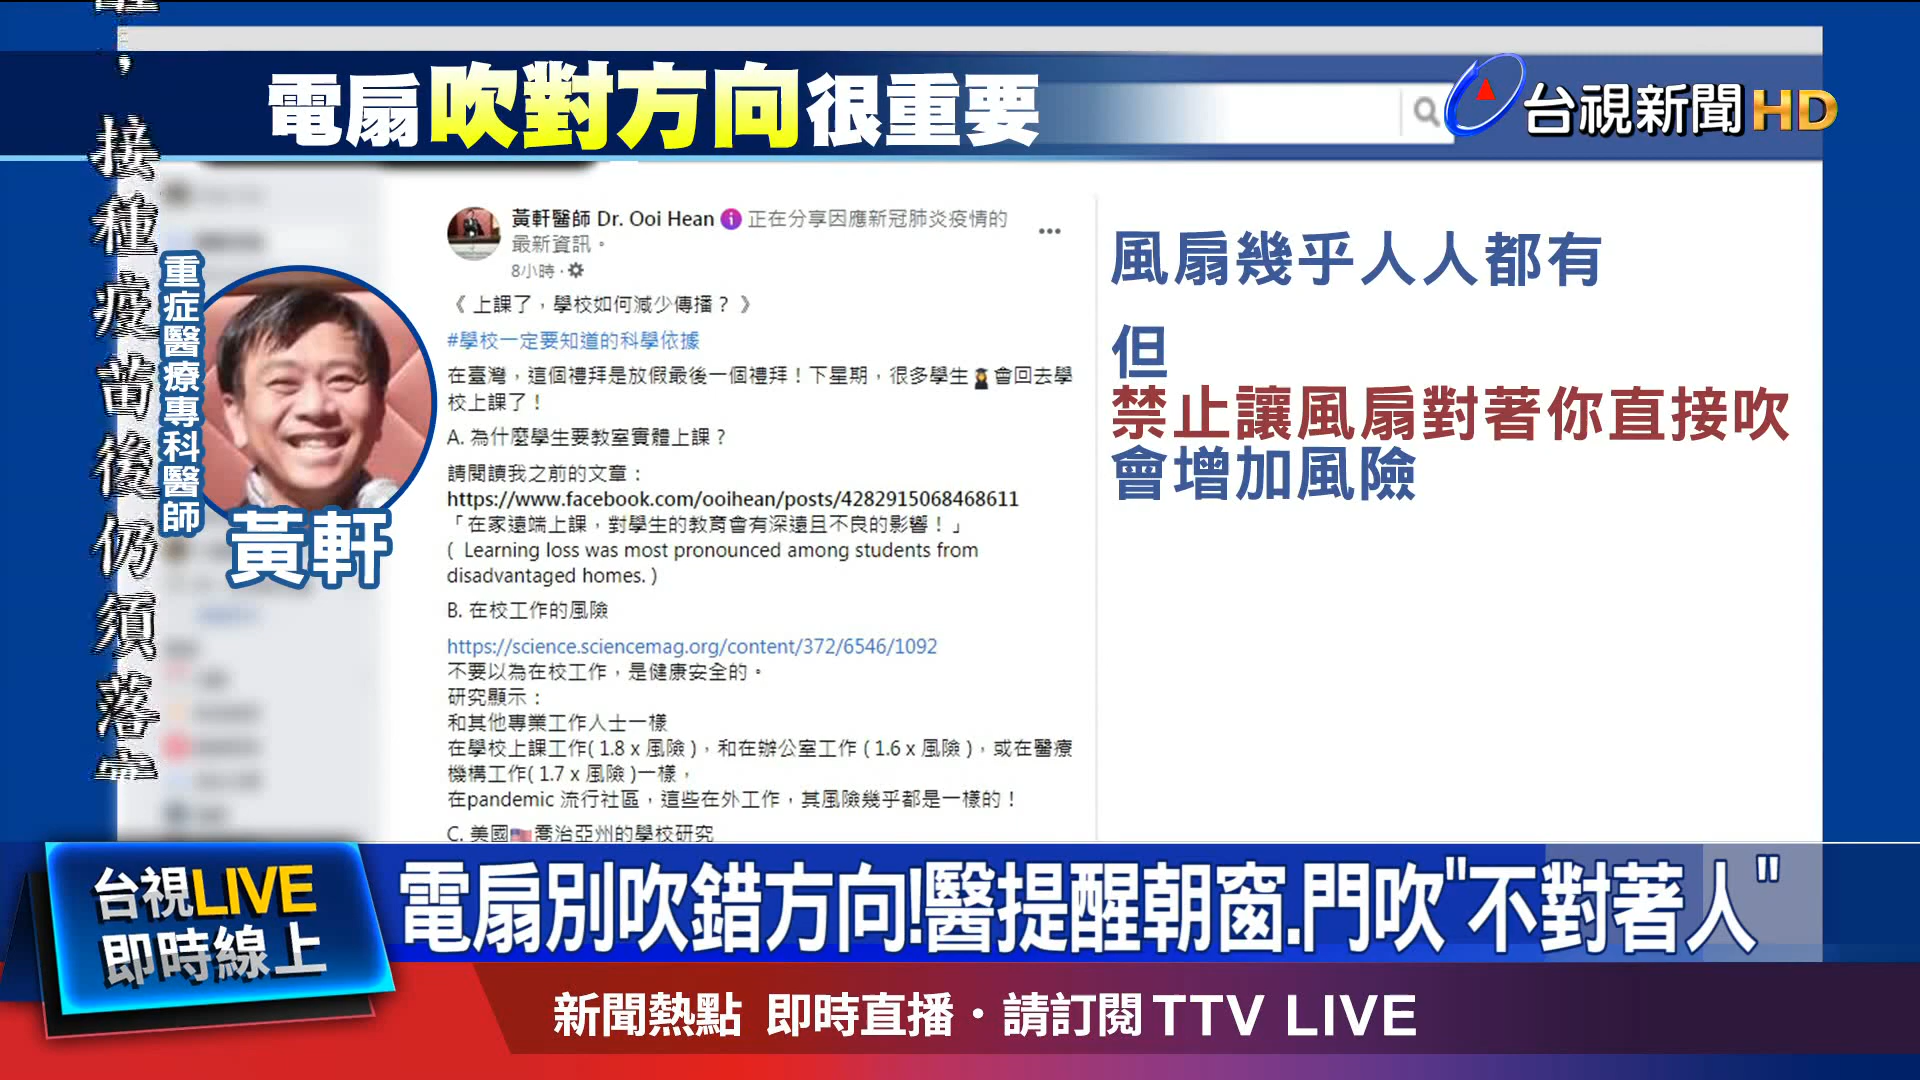 電扇吹對方向很重要
台視新聞HD
，接種疫苗後仍須落
重症醫療專科醫師
黃軒
黃軒醫師 Dr. Ooi Hean 正在分享因應新冠肺炎疫情的
最新資訊。
8小時 ·
《 上課了，學校如何減少傳播？ 》
#學校一定要知道的科學依據
在臺灣，這個禮拜是放假最後一個禮拜！下星期，很多學生會回去學
校上課了！
A. 為什麼學生要教室實體上課？
請閱讀我之前的文章：
https://www.facebook.com/ooihean/posts/4282915068468611
「在家遠端上課，對學生的教育會有深遠且不良的影響！」
( Learning loss was most pronounced among students from
disadvantaged homes. )
B. 在校工作的風險
https://science.sciencemag.org/content/372/6546/1092
不要以為在校工作，是健康安全的。
研究顯示：
和其他專業工作人士一樣
在學校上課工作( 1.8 x 風險 )，和在辦公室工作 ( 1.6 x 風險 )，或在醫療
機構工作( 1.7 x 風險 )一樣，
在pandemic 流行社區，這些在外工作，其風險幾乎都是一樣的！
C. 美國🇺🇸喬治亞州的學校研究
風扇幾乎人人都有
但
禁止讓風扇對著你直接吹
會增加風險
台視LIVE
即時線上
電扇別吹錯方向!醫提醒朝窗.門吹"不對著人"
新聞熱點 即時直播・請訂閱TTV LIVE